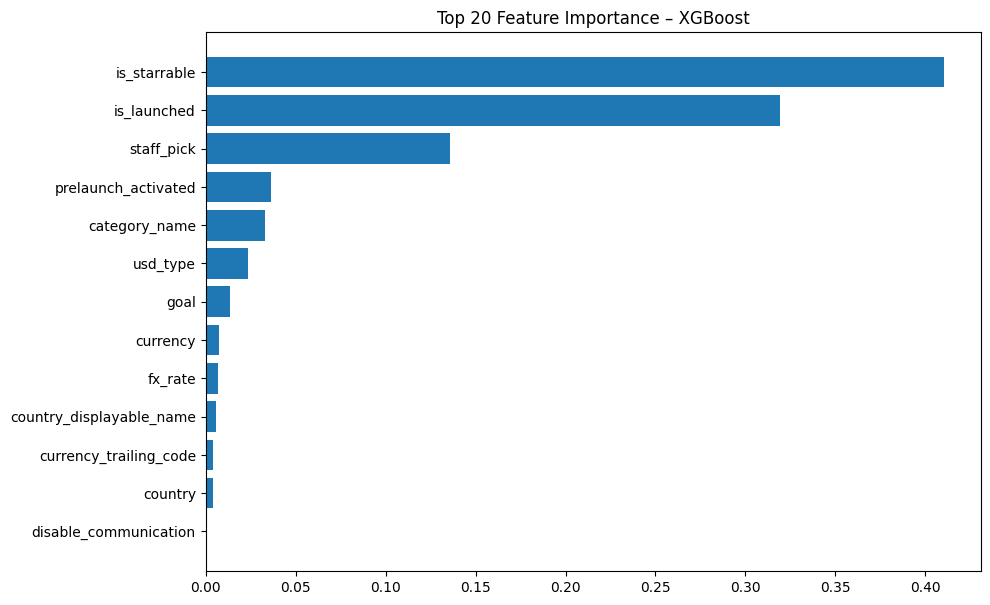 Top 20 Feature Importance – XGBoost
is_starrable
is_launched
staff_pick
prelaunch_activated
category_name
usd_type
goal
currency
fx_rate
country_displayable_name
currency_trailing_code
country
disable_communication
0.00 0.05 0.10 0.15 0.20 0.25 0.30 0.35 0.40